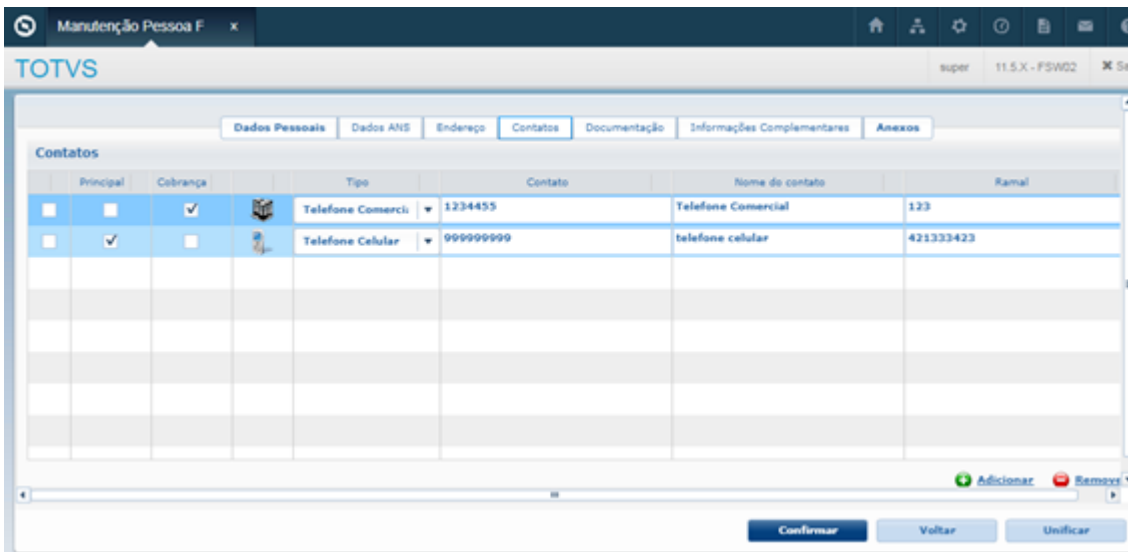 Manutenção Pessoa F x
TOTVS
super 11.5.X - FSW02
Dados Pessoais Dados ANS Endereço Contatos Documentação Informações Complementares Anexos
Contatos
Principal Cobrança Tipo Contato Nome do contato Ramal
Telefone Comerci 1234455 Telefone Comercial 123
Telefone Celular 999999999 telefone celular 421333423
Adicionar Remove
Confirmar Voltar Unificar